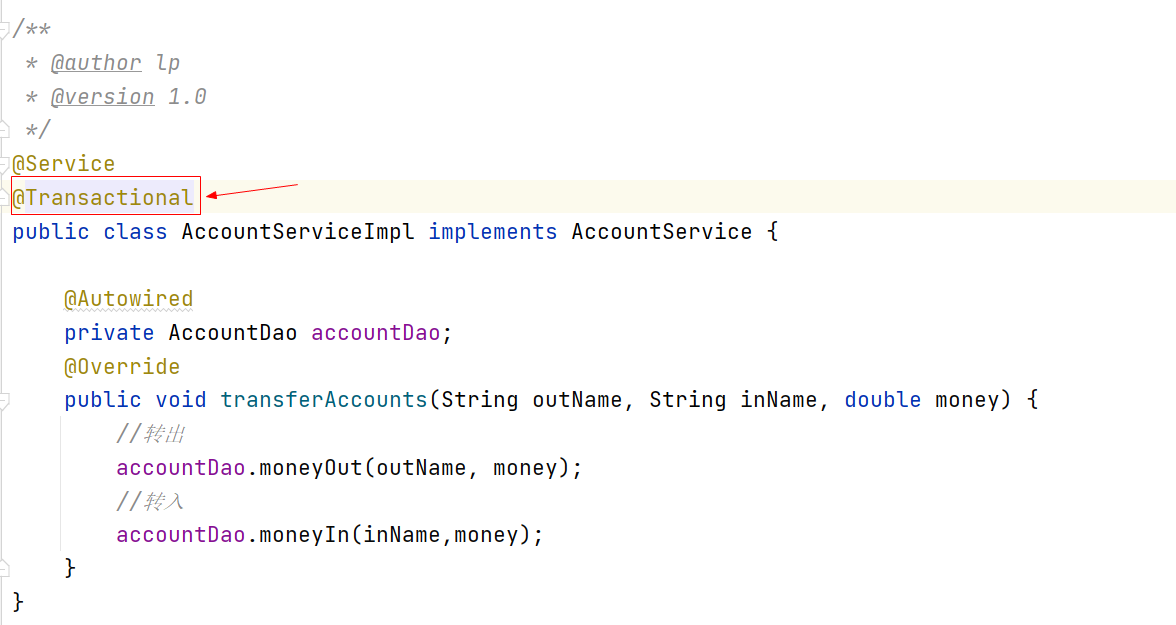 /**
 * @author lp
 * @version 1.0
 */
@Service
@Transactional
public class AccountServiceImpl implements AccountService {
    @Autowired
    private AccountDao accountDao;
    @Override
    public void transferAccounts(String outName, String inName, double money) {
        //转出
        accountDao.moneyOut(outName, money);
        //转入
        accountDao.moneyIn(inName,money);
    }
}